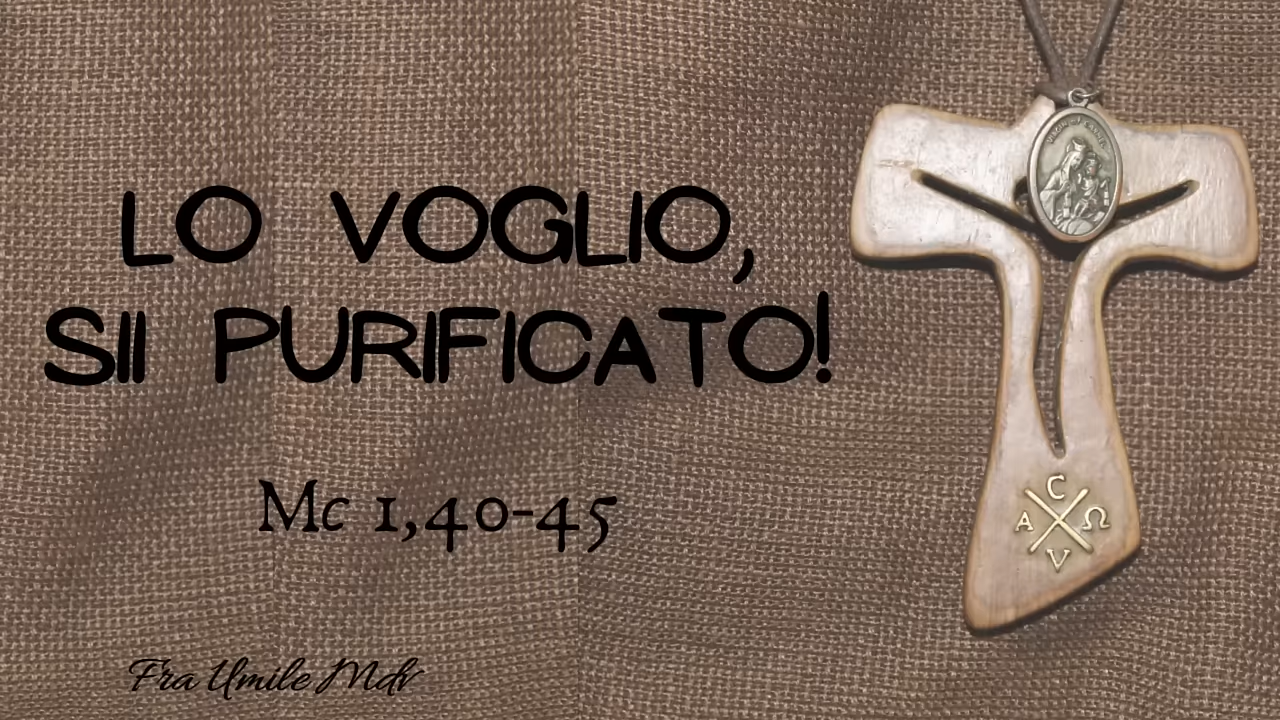 LO VOGLIO,
SII PURIFICATO!
Mc 1,40-45
Fra Umile Mdv
C
A Ω
V